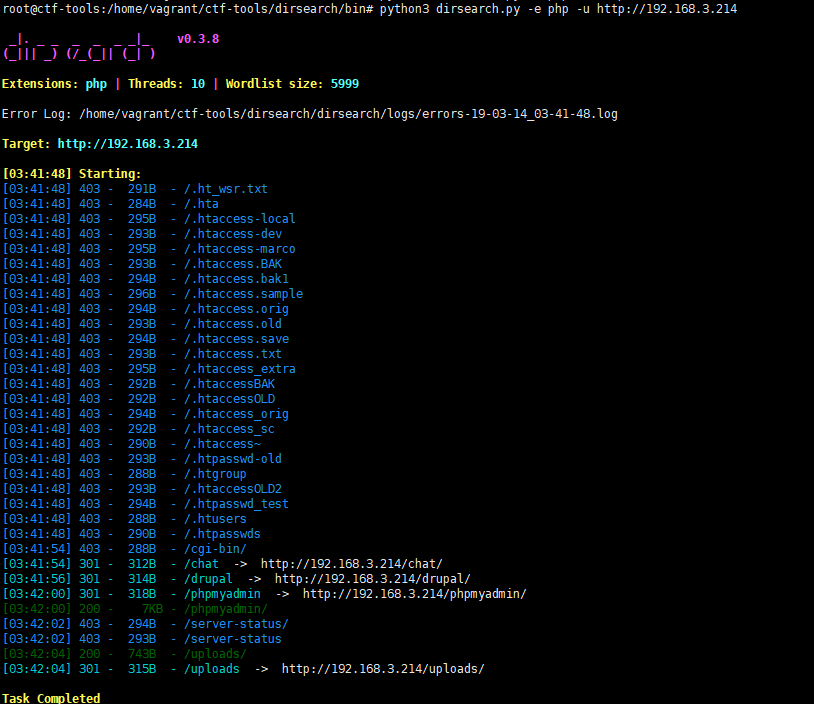 root@ctf-tools:/home/vagrant/ctf-tools/dirsearch/bin# python3 dirsearch.py -e php -u http://192.168.3.214
 _|. _ _  _  _  _ _|_    v0.3.8
(_||| _) (/_(_|| (_| )
Extensions: php | Threads: 10 | Wordlist size: 5999
Error Log: /home/vagrant/ctf-tools/dirsearch/dirsearch/logs/errors-19-03-14_03-41-48.log
Target: http://192.168.3.214
[03:41:48] Starting:
[03:41:48] 403 -  291B  - /.ht_wsr.txt
[03:41:48] 403 -  284B  - /.hta
[03:41:48] 403 -  295B  - /.htaccess-local
[03:41:48] 403 -  293B  - /.htaccess-dev
[03:41:48] 403 -  295B  - /.htaccess-marco
[03:41:48] 403 -  293B  - /.htaccess.BAK
[03:41:48] 403 -  294B  - /.htaccess.bak1
[03:41:48] 403 -  296B  - /.htaccess.sample
[03:41:48] 403 -  294B  - /.htaccess.orig
[03:41:48] 403 -  293B  - /.htaccess.old
[03:41:48] 403 -  294B  - /.htaccess.save
[03:41:48] 403 -  293B  - /.htaccess.txt
[03:41:48] 403 -  295B  - /.htaccess_extra
[03:41:48] 403 -  292B  - /.htaccessBAK
[03:41:48] 403 -  292B  - /.htaccessOLD
[03:41:48] 403 -  294B  - /.htaccess_orig
[03:41:48] 403 -  292B  - /.htaccess_sc
[03:41:48] 403 -  290B  - /.htaccess~
[03:41:48] 403 -  293B  - /.htpasswd-old
[03:41:48] 403 -  288B  - /.htgroup
[03:41:48] 403 -  293B  - /.htaccessOLD2
[03:41:48] 403 -  294B  - /.htpasswd_test
[03:41:48] 403 -  288B  - /.htusers
[03:41:48] 403 -  290B  - /.htpasswds
[03:41:54] 403 -  288B  - /cgi-bin/
[03:41:54] 301 -  312B  - /chat  ->  http://192.168.3.214/chat/
[03:41:56] 301 -  314B  - /drupal  ->  http://192.168.3.214/drupal/
[03:42:00] 301 -  318B  - /phpmyadmin  ->  http://192.168.3.214/phpmyadmin/
[03:42:00] 200 -    7KB - /phpmyadmin/
[03:42:02] 403 -  294B  - /server-status/
[03:42:02] 403 -  293B  - /server-status
[03:42:04] 200 -  743B  - /uploads/
[03:42:04] 301 -  315B  - /uploads  ->  http://192.168.3.214/uploads/
Task Completed